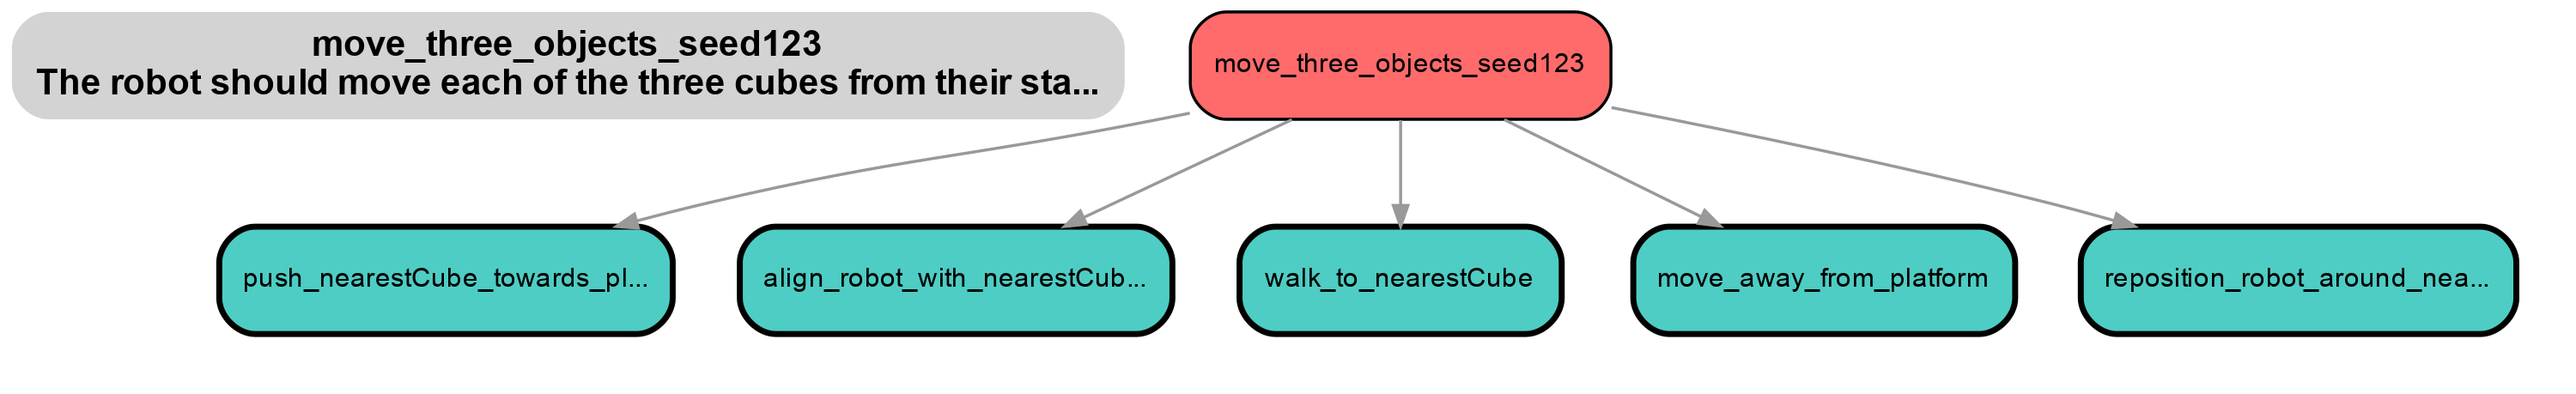 move_three_objects_seed123
The robot should move each of the three cubes from their sta...
move_three_objects_seed123
push_nearestCube_towards_pl...
align_robot_with_nearestCub...
walk_to_nearestCube
move_away_from_platform
reposition_robot_around_nea...